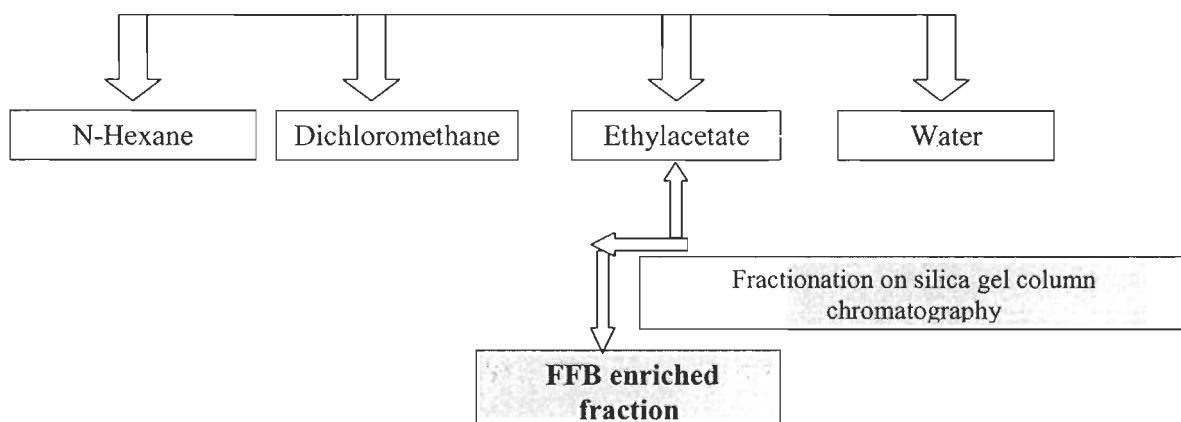 N-Hexane
Dichloromethane
Ethylacetate
Water
Fractionation on silica gel column
chromatography
FFB enriched
fraction